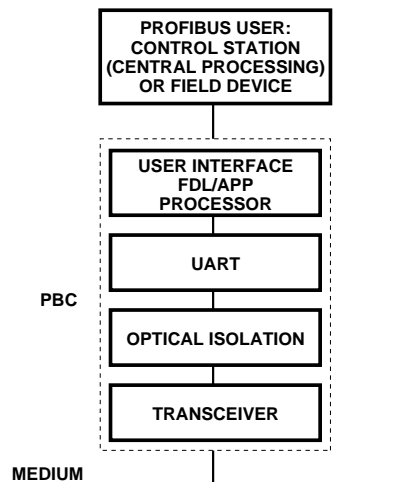 PROFIBUS USER:
CONTROL STATION
(CENTRAL PROCESSING)
OR FIELD DEVICE
USER INTERFACE
FDL/APP
PROCESSOR
UART
PBC
OPTICAL ISOLATION
TRANSCEIVER
MEDIUM